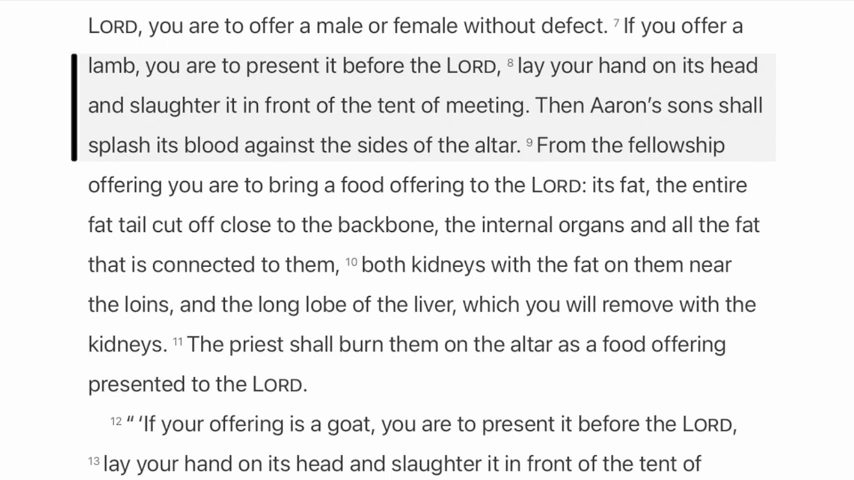 LORD, you are to offer a male or female without defect. 7 If you offer a
lamb, you are to present it before the LORD, 8 lay your hand on its head
and slaughter it in front of the tent of meeting. Then Aaron’s sons shall
splash its blood against the sides of the altar. 9 From the fellowship
offering you are to bring a food offering to the LORD: its fat, the entire
fat tail cut off close to the backbone, the internal organs and all the fat
that is connected to them, 10 both kidneys with the fat on them near
the loins, and the long lobe of the liver, which you will remove with the
kidneys. 11 The priest shall burn them on the altar as a food offering
presented to the LORD.
12 “ ‘If your offering is a goat, you are to present it before the LORD,
13 lay your hand on its head and slaughter it in front of the tent of